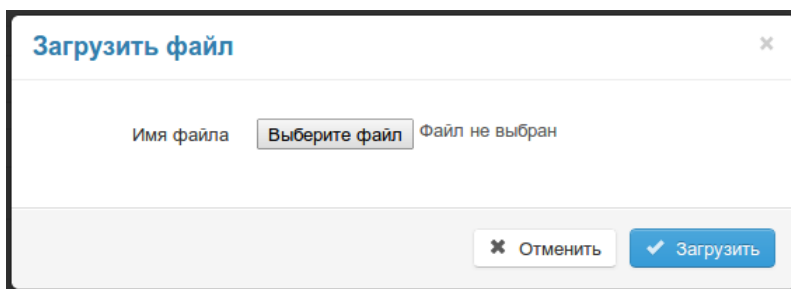 Загрузить файл ×
Имя файла Выберите файл Файл не выбран
✖ Отменить ✔ Загрузить